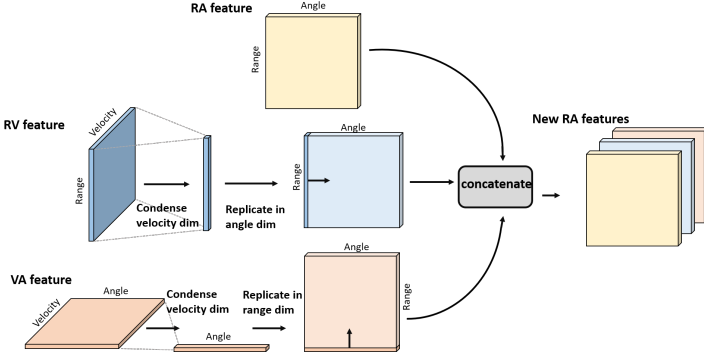 RA feature
Angle
Range
RV feature
Velocity
Range
Condense
velocity dim
Replicate in
angle dim
Angle
Range
concatenate
New RA features
VA feature
Velocity
Angle
Condense
velocity dim
Angle
Replicate in
range dim
Angle
Range